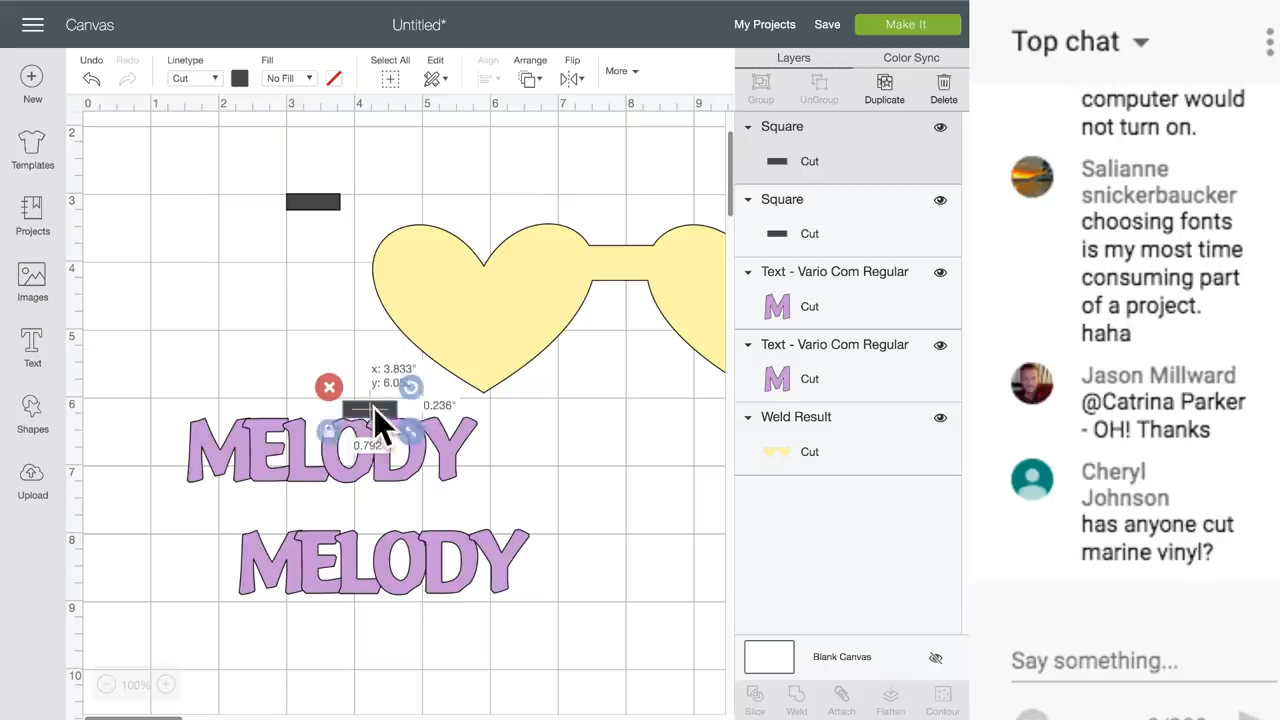 Canvas
Untitled*
My Projects
Save
Make It
Undo
Redo
Linetype
Cut
Fill
No Fill
Select All
Edit
Align
Arrange
Flip
More
Layers
Color Sync
Group
UnGroup
Duplicate
Delete
New
Templates
Projects
Images
Text
Shapes
Upload
0
1
2
3
4
5
6
7
8
9
2
3
4
5
6
7
8
9
10
x: 3.833"
0.236"
MELODY
MELODY
100%
Square
Cut
Square
Cut
Text - Vario Com Regular
M
Cut
Text - Vario Com Regular
M
Cut
Weld Result
Cut
Blank Canvas
Slice
Weld
Attach
Flatten
Contour
Top chat
computer would
not turn on.
Salianne
snickerbaucker
choosing fonts
is my most time
consuming part
of a project.
haha
Jason Millward
@Catrina Parker
- OH! Thanks
Cheryl
Johnson
has anyone cut
marine vinyl?
Say something...